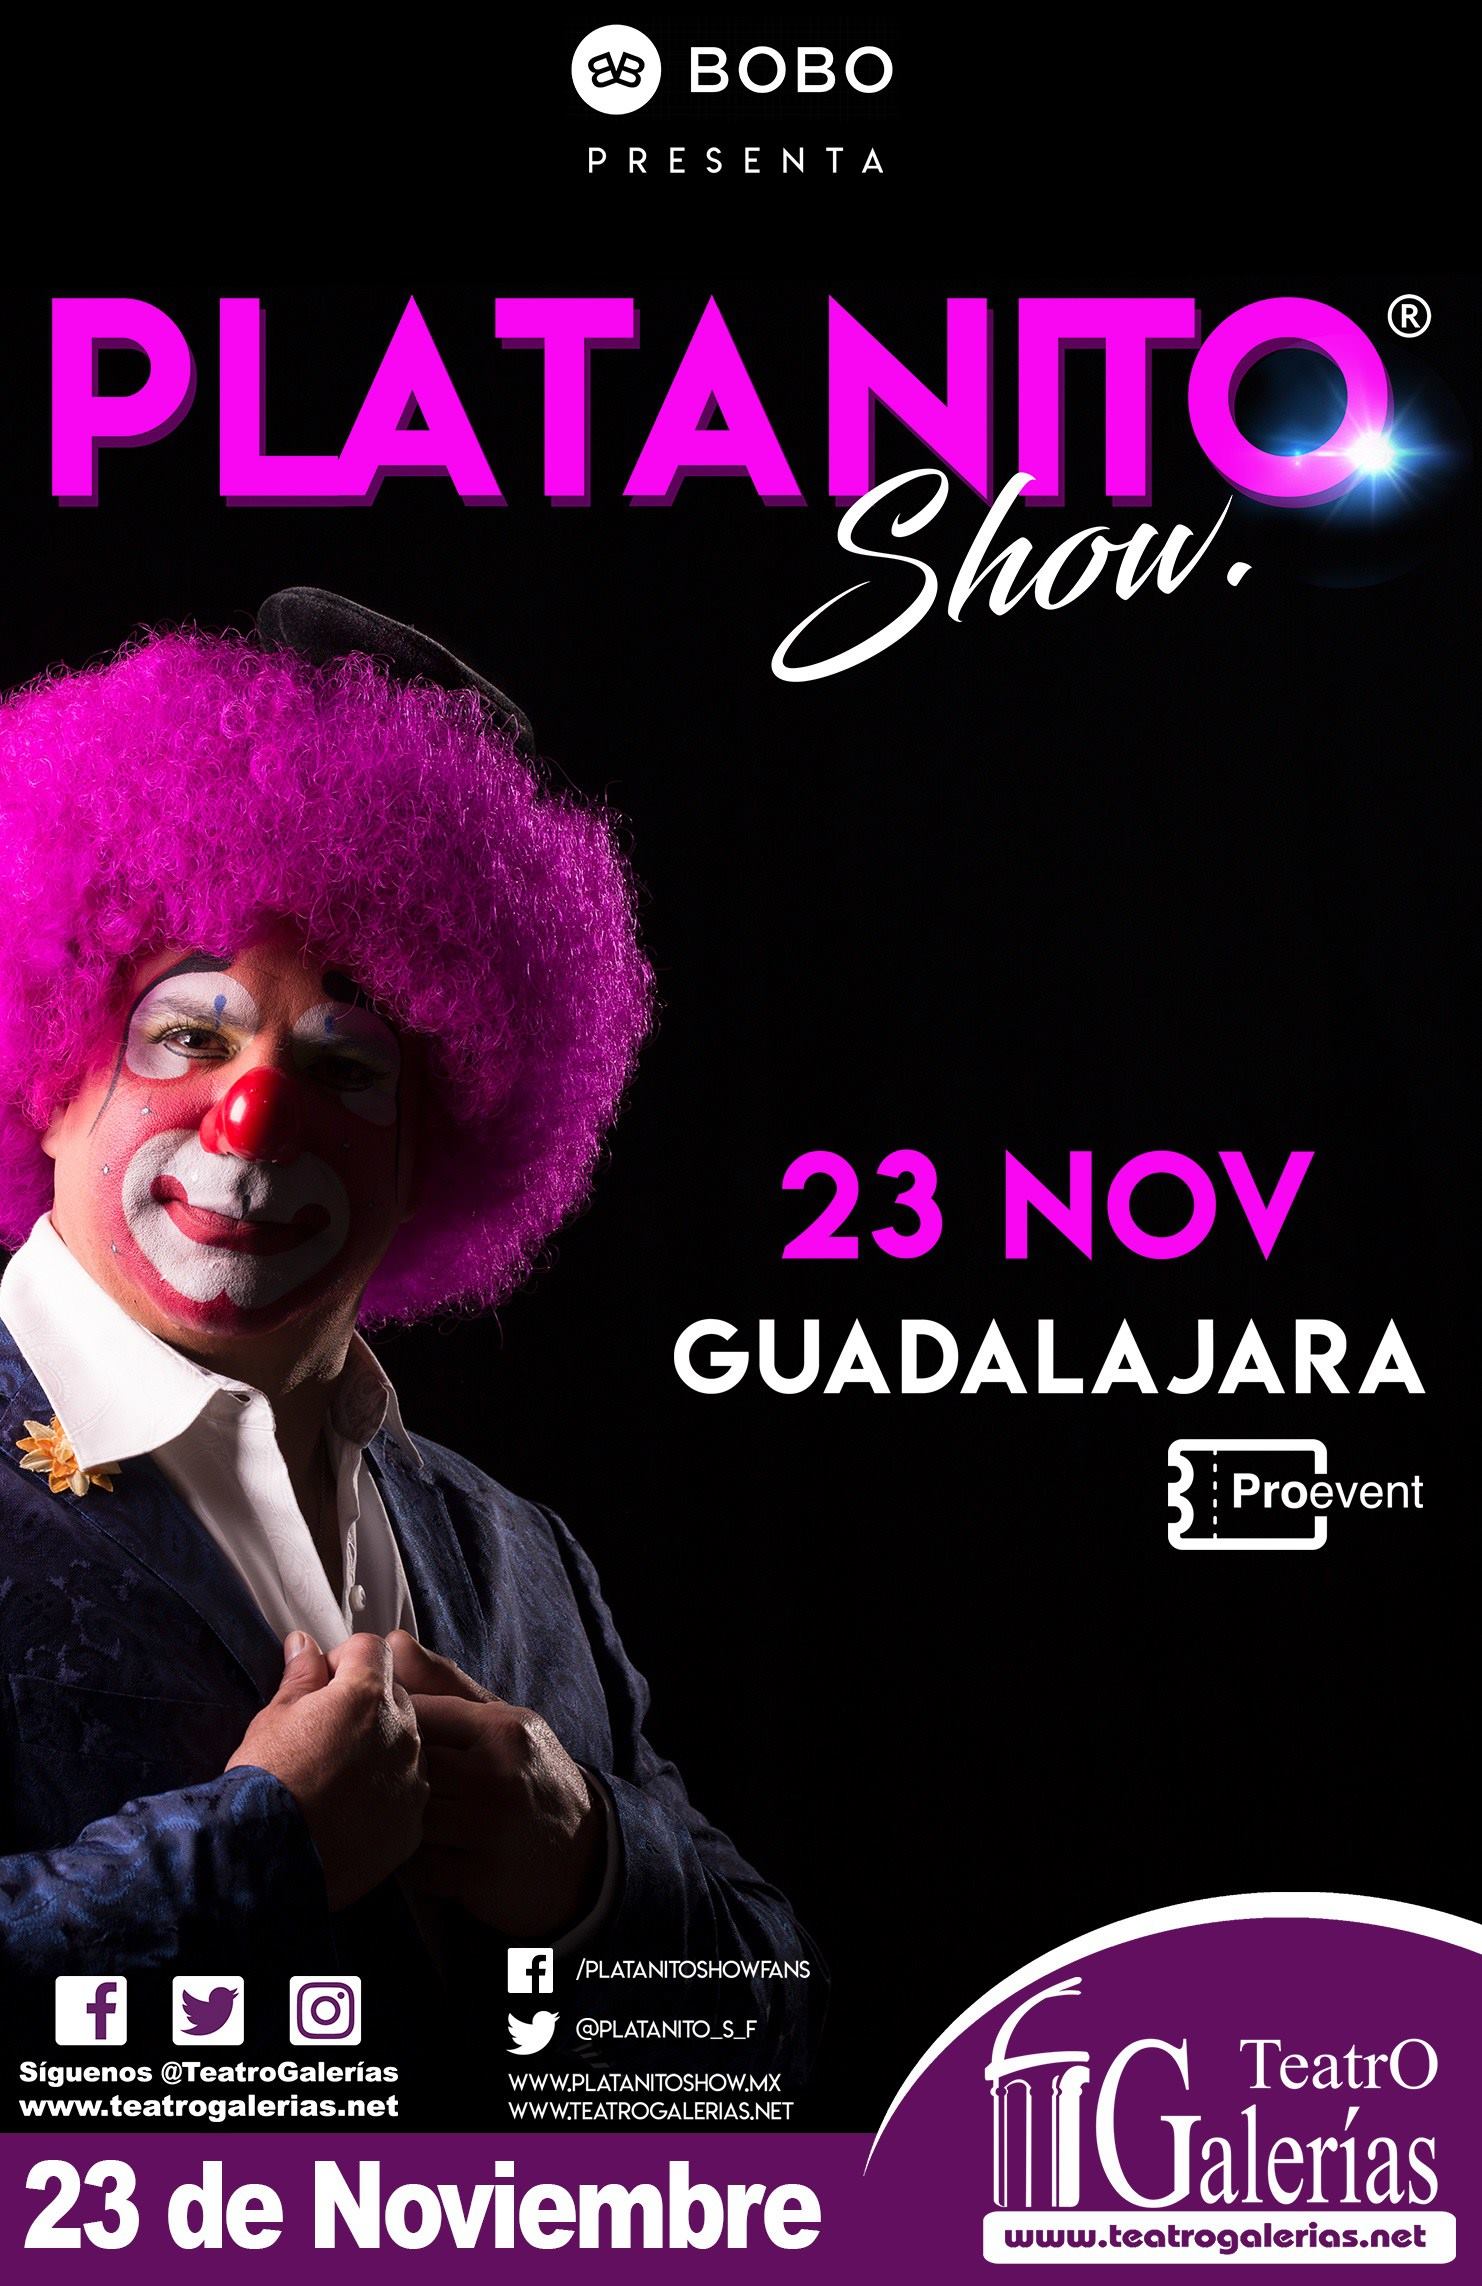 BB BOBO
PRESENTA
PLATANITO®
Show.
23 NOV
GUADALAJARA
Proevent
/PLATANITOSHOWFANS
@PLATANITO_S_F
WWW.PLATANITOSHOW.MX
WWW.TEATROGALERIAS.NET
Síguenos @TeatroGalerías
www.teatrogalerias.net
23 de Noviembre
TeatrO
Galerías
www.teatrogalerias.net